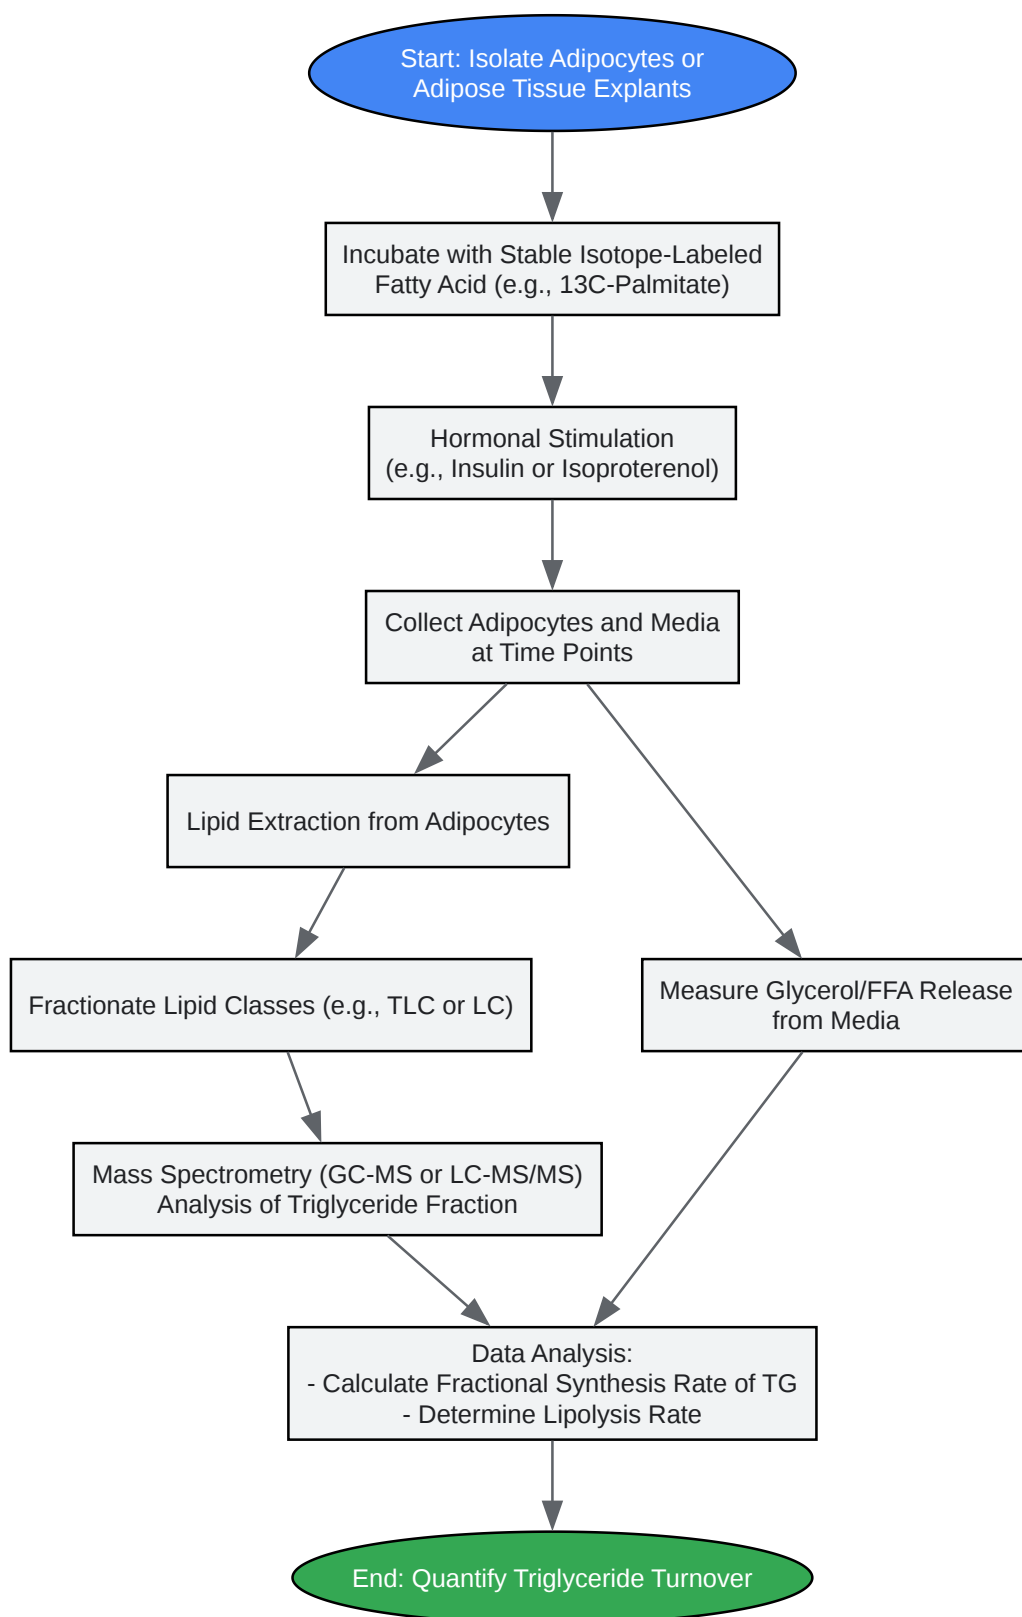 Start: Isolate Adipocytes or
Adipose Tissue Explants
Incubate with Stable Isotope-Labeled
Fatty Acid (e.g., 13C-Palmitate)
Hormonal Stimulation
(e.g., Insulin or Isoproterenol)
Collect Adipocytes and Media
at Time Points
Lipid Extraction from Adipocytes
Fractionate Lipid Classes (e.g., TLC or LC)
Measure Glycerol/FFA Release
from Media
Mass Spectrometry (GC-MS or LC-MS/MS)
Analysis of Triglyceride Fraction
Data Analysis:
- Calculate Fractional Synthesis Rate of TG
- Determine Lipolysis Rate
End: Quantify Triglyceride Turnover